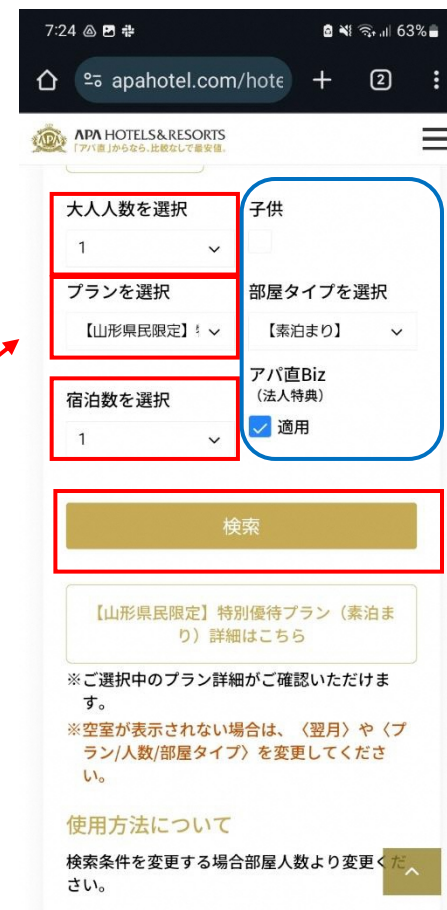 7:24 63%
apahotel.com/hote 2
APA HOTELS&RESORTS
「アパ直」からなら、比較なしで最安値。
大人人数を選択 子供
1
プランを選択 部屋タイプを選択
【山形県民限定】 【素泊まり】
宿泊数を選択 アパ直Biz
（法人特典）
1 適用
検索
【山形県民限定】特別優待プラン（素泊ま
り）詳細はこちら
※ご選択中のプラン詳細がご確認いただけま
す。
※空室が表示されない場合は、〈翌月〉や〈プ
ラン/人数/部屋タイプ〉を変更してくださ
い。
使用方法について
検索条件を変更する場合部屋人数より変更くだ
さい。